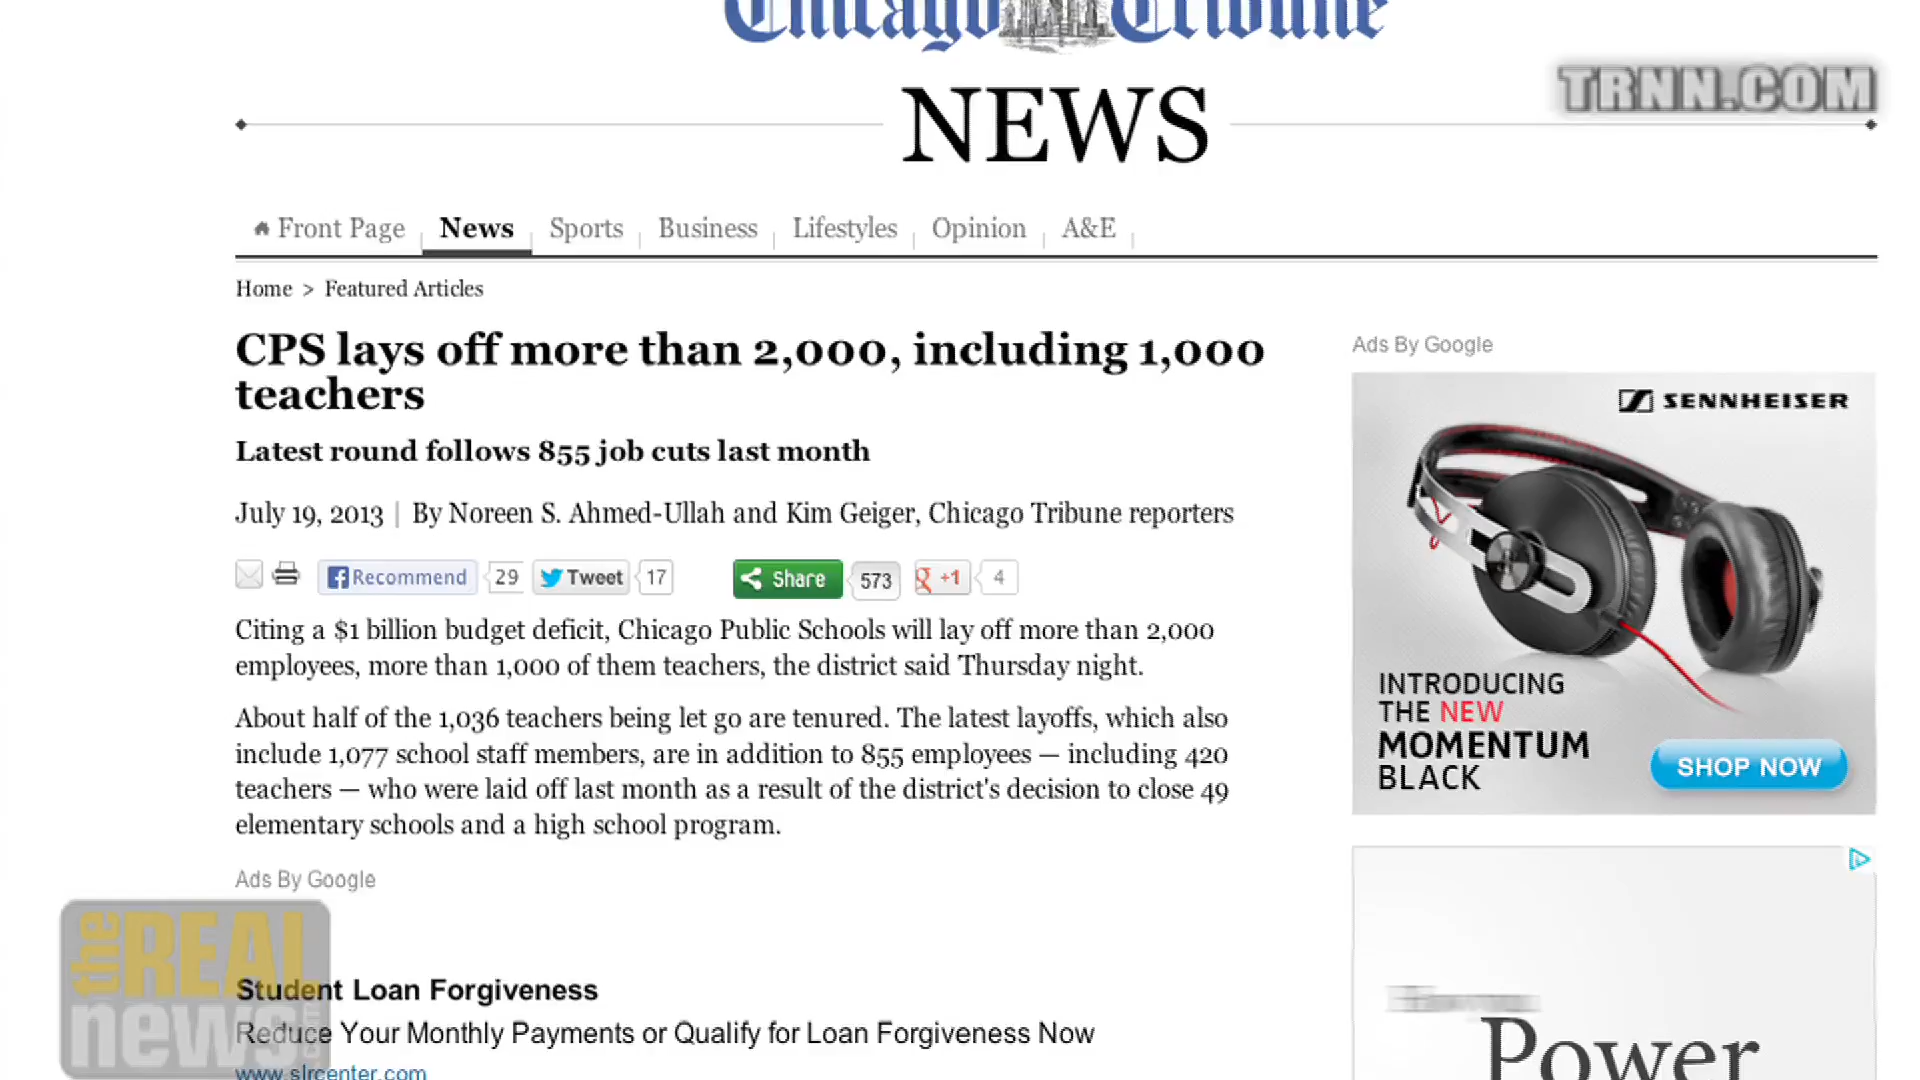 Chicago Tribune
TRNN.COM
NEWS
Front Page News Sports Business Lifestyles Opinion A&E
Home > Featured Articles
CPS lays off more than 2,000, including 1,000
teachers
Latest round follows 855 job cuts last month
July 19, 2013 | By Noreen S. Ahmed-Ullah and Kim Geiger, Chicago Tribune reporters
Recommend 29 Tweet 17 Share 573 +1 4
Citing a $1 billion budget deficit, Chicago Public Schools will lay off more than 2,000
employees, more than 1,000 of them teachers, the district said Thursday night.
About half of the 1,036 teachers being let go are tenured. The latest layoffs, which also
include 1,077 school staff members, are in addition to 855 employees — including 420
teachers — who were laid off last month as a result of the district's decision to close 49
elementary schools and a high school program.
Ads By Google
Student Loan Forgiveness
Reduce Your Monthly Payments or Qualify for Loan Forgiveness Now
www.slrcenter.com
the REAL
news
Ads By Google
SENNHEISER
INTRODUCING
THE NEW
MOMENTUM
BLACK
SHOP NOW
Power